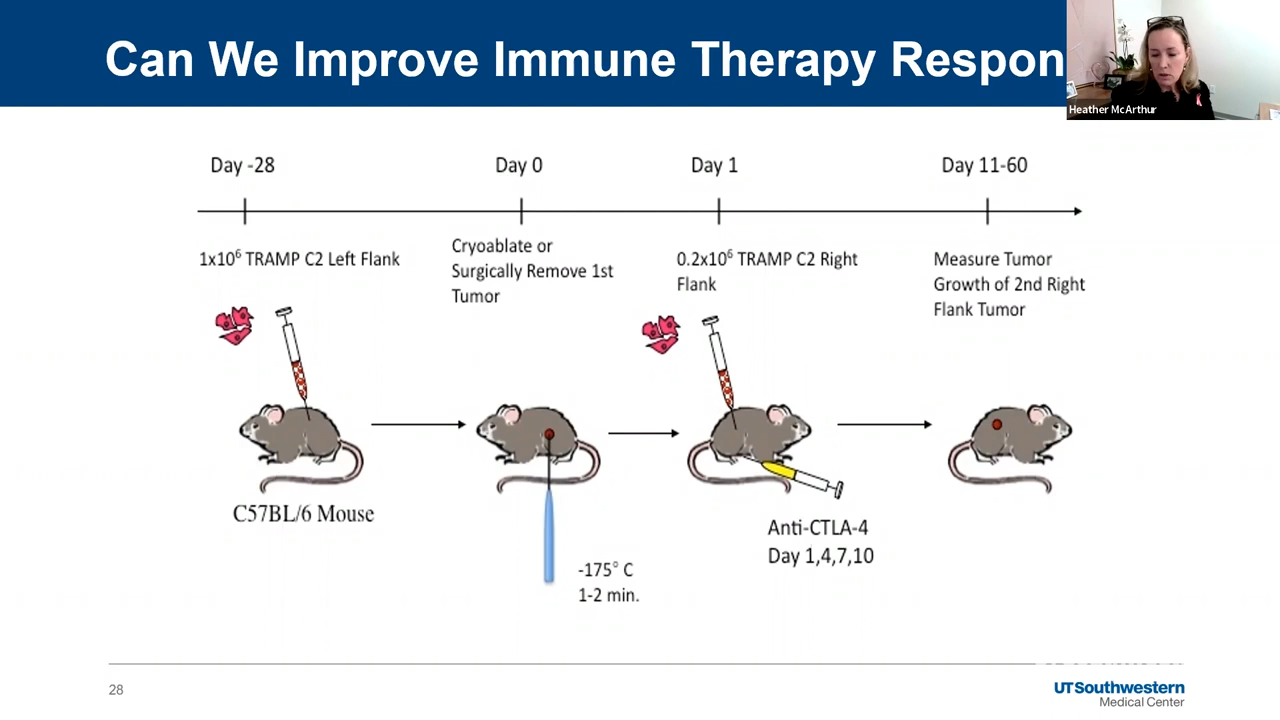 Can We Improve Immune Therapy Respon
Heather McArthur
Day -28
Day 0
Day 1
Day 11-60
1x10⁶ TRAMP C2 Left Flank
Cryoablate or
Surgically Remove 1st
Tumor
0.2x10⁶ TRAMP C2 Right
Flank
Measure Tumor
Growth of 2nd Right
Flank Tumor
C57BL/6 Mouse
-175° C
1-2 min.
Anti-CTLA-4
Day 1,4,7,10
28
UTSouthwestern
Medical Center